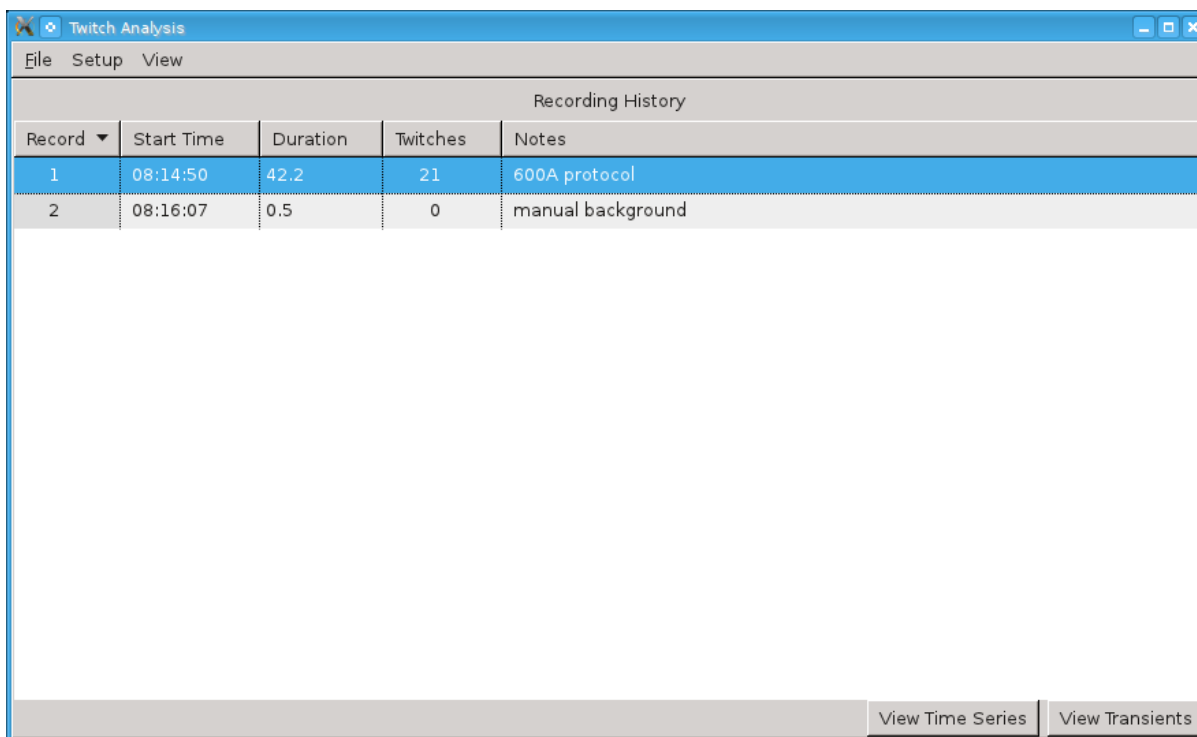 Twitch Analysis
File Setup View
Recording History
Record Start Time Duration Twitches Notes
1 08:14:50 42.2 21 600A protocol
2 08:16:07 0.5 0 manual background
View Time Series View Transients